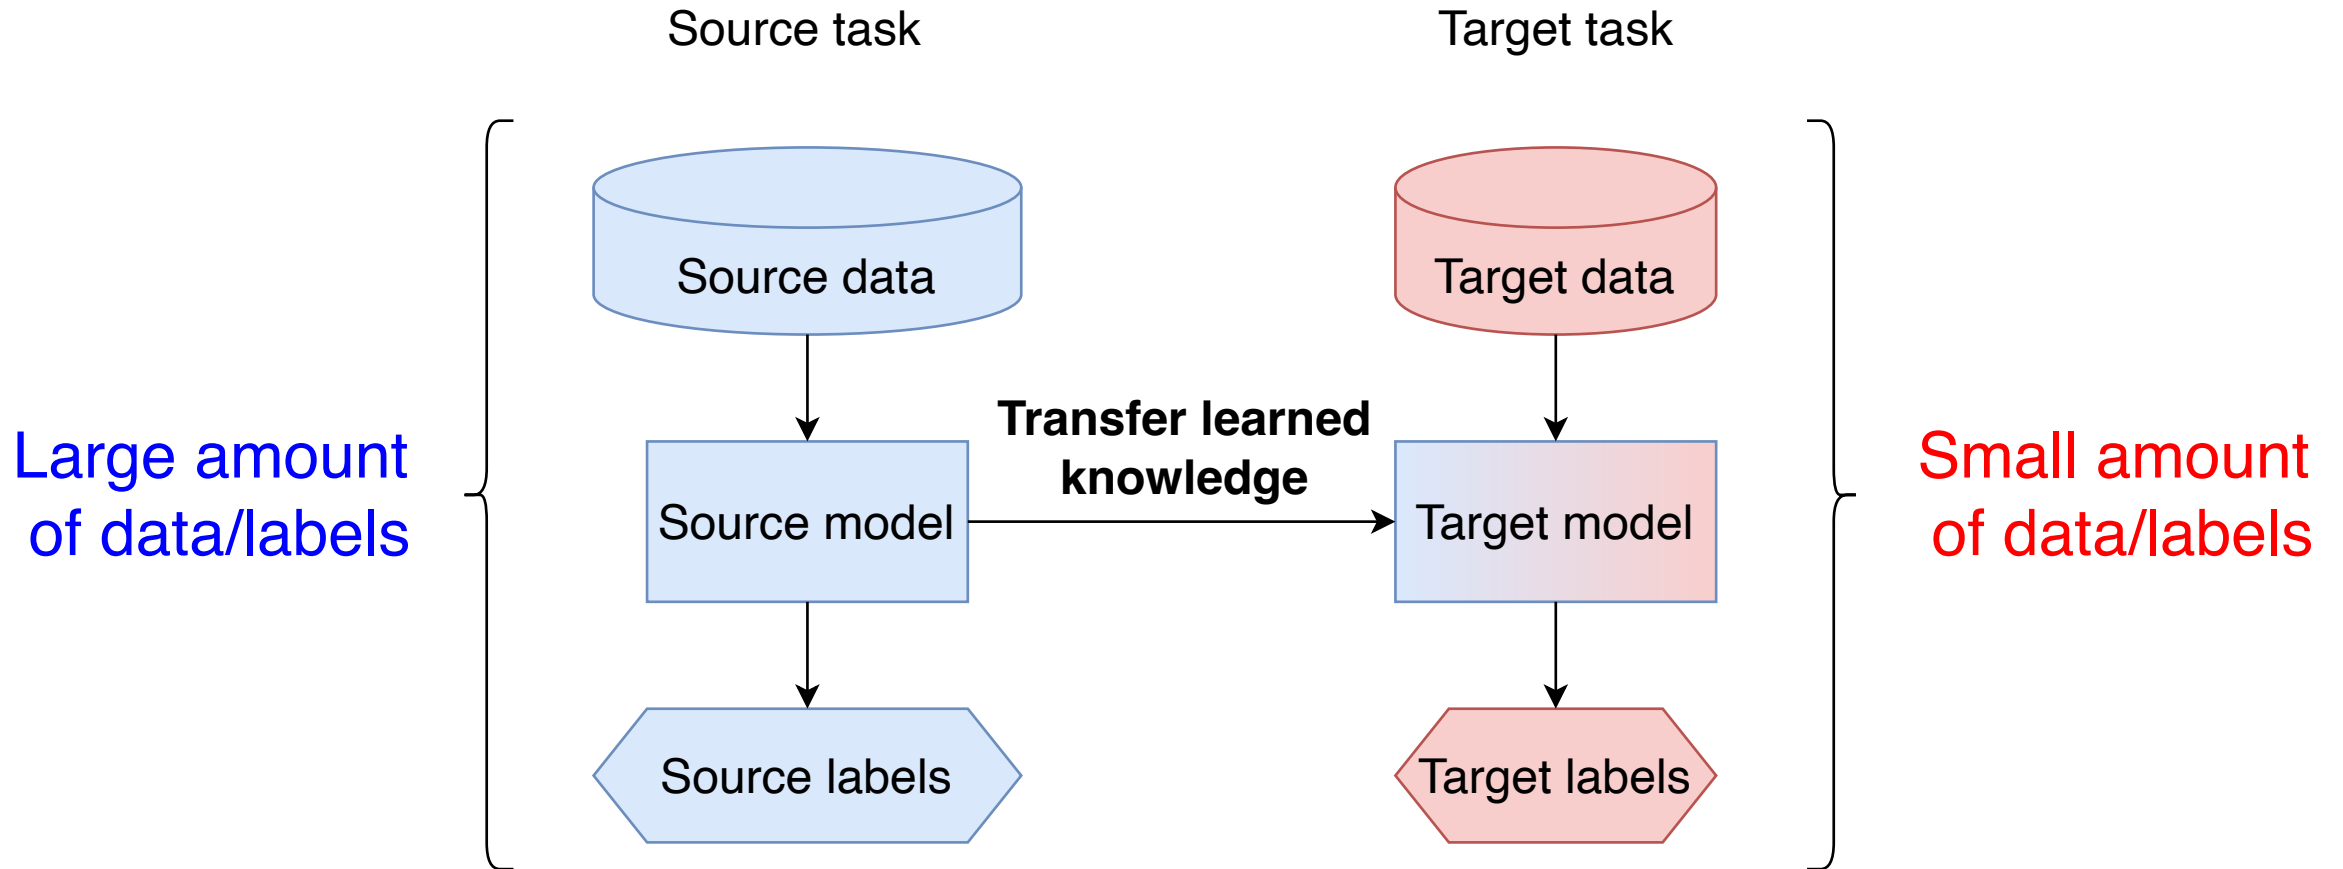 Source task
Target task
Source data
Target data
Large amount
of data/labels
Transfer learned
knowledge
Source model
Target model
Small amount
of data/labels
Source labels
Target labels